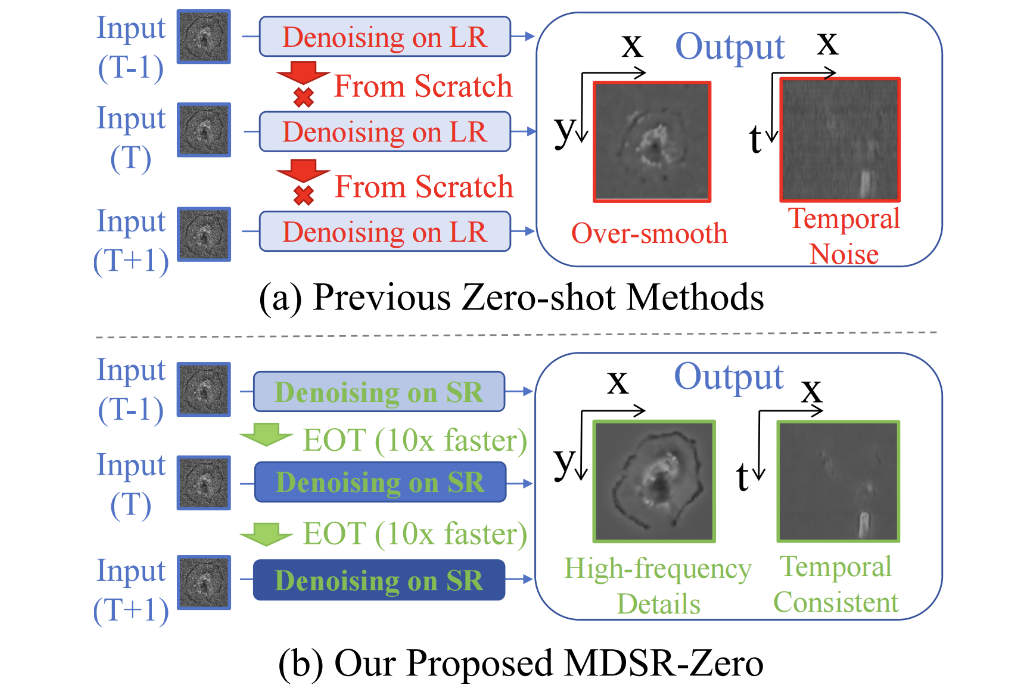 Input
(T-1)
Denoising on LR
From Scratch
Input
(T)
Denoising on LR
From Scratch
Input
(T+1)
Denoising on LR
Output
x
y
x
t
Over-smooth
Temporal
Noise
(a) Previous Zero-shot Methods
Input
(T-1)
Denoising on SR
EOT (10x faster)
Input
(T)
Denoising on SR
EOT (10x faster)
Input
(T+1)
Denoising on SR
Output
x
y
x
t
High-frequency
Details
Temporal
Consistent
(b) Our Proposed MDSR-Zero